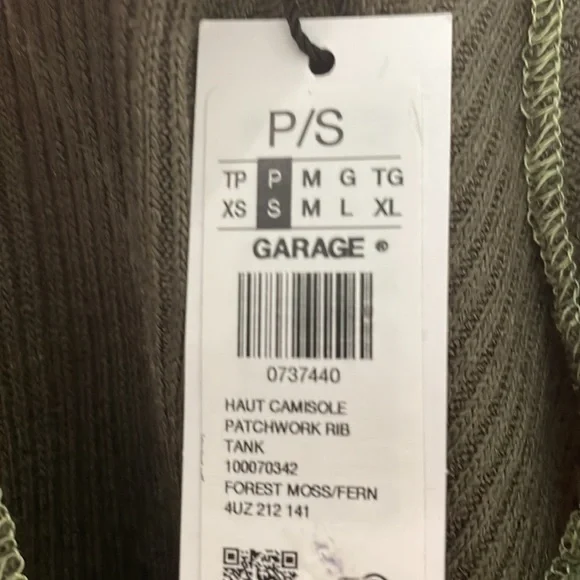 P/S
TP P M G TG
XS S M L XL
GARAGE ®
0737440
HAUT CAMISOLE
PATCHWORK RIB
TANK
100070342
FOREST MOSS/FERN
4UZ 212 141